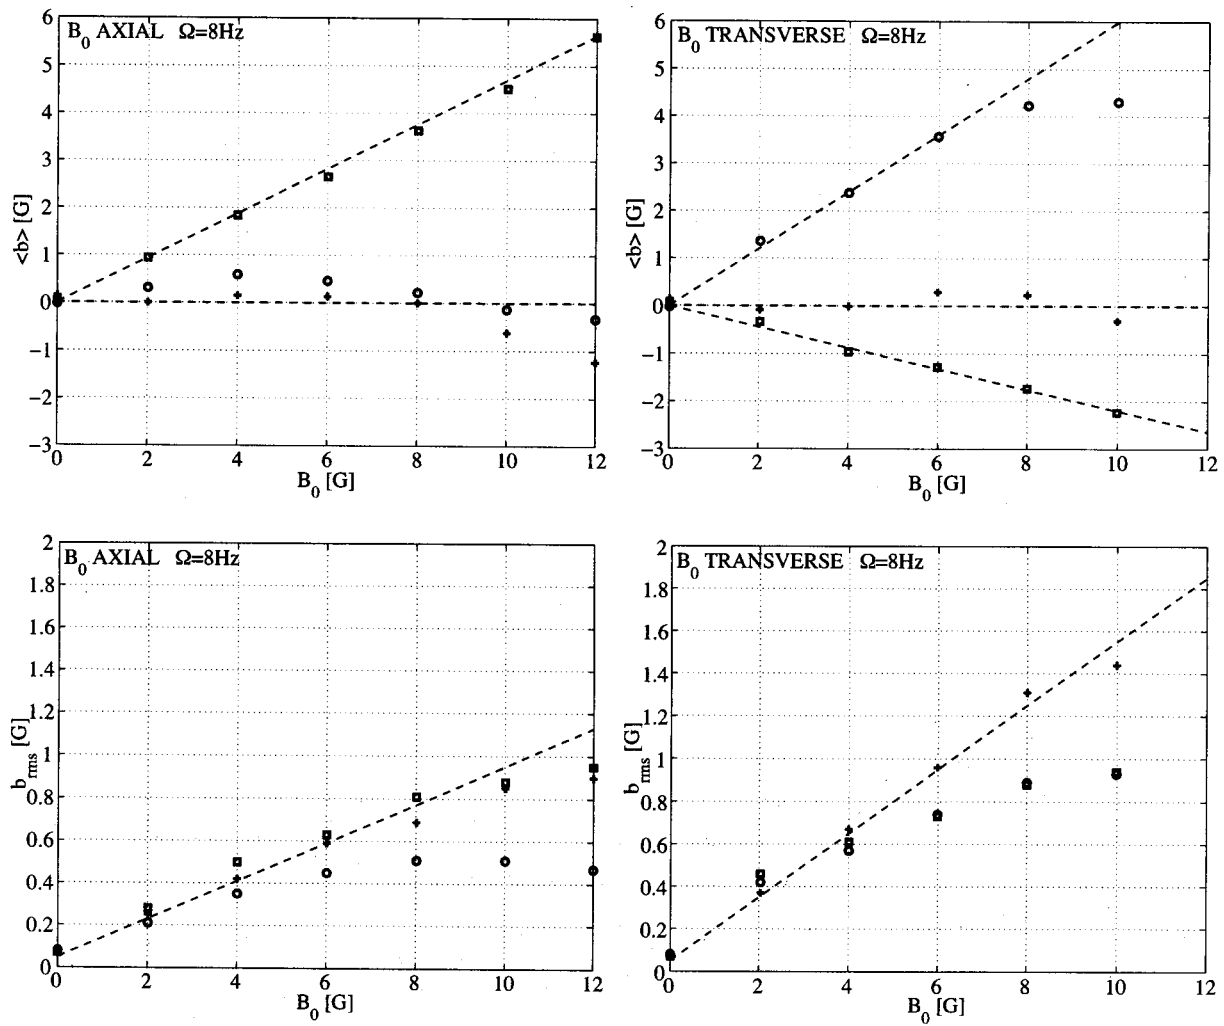 B0 AXIAL Ω=8Hz
6
5
4
3
2
1
0
−1
−2
−3
<b> [G]
0 2 4 6 8 10 12
B0 [G]
B0 TRANSVERSE Ω=8Hz
6
5
4
3
2
1
0
−1
−2
−3
<b> [G]
0 2 4 6 8 10 12
B0 [G]
B0 AXIAL Ω=8Hz
2
1.8
1.6
1.4
1.2
1
0.8
0.6
0.4
0.2
0
brms [G]
0 2 4 6 8 10 12
B0 [G]
B0 TRANSVERSE Ω=8Hz
2
1.8
1.6
1.4
1.2
1
0.8
0.6
0.4
0.2
0
brms [G]
0 2 4 6 8 10 12
B0 [G]